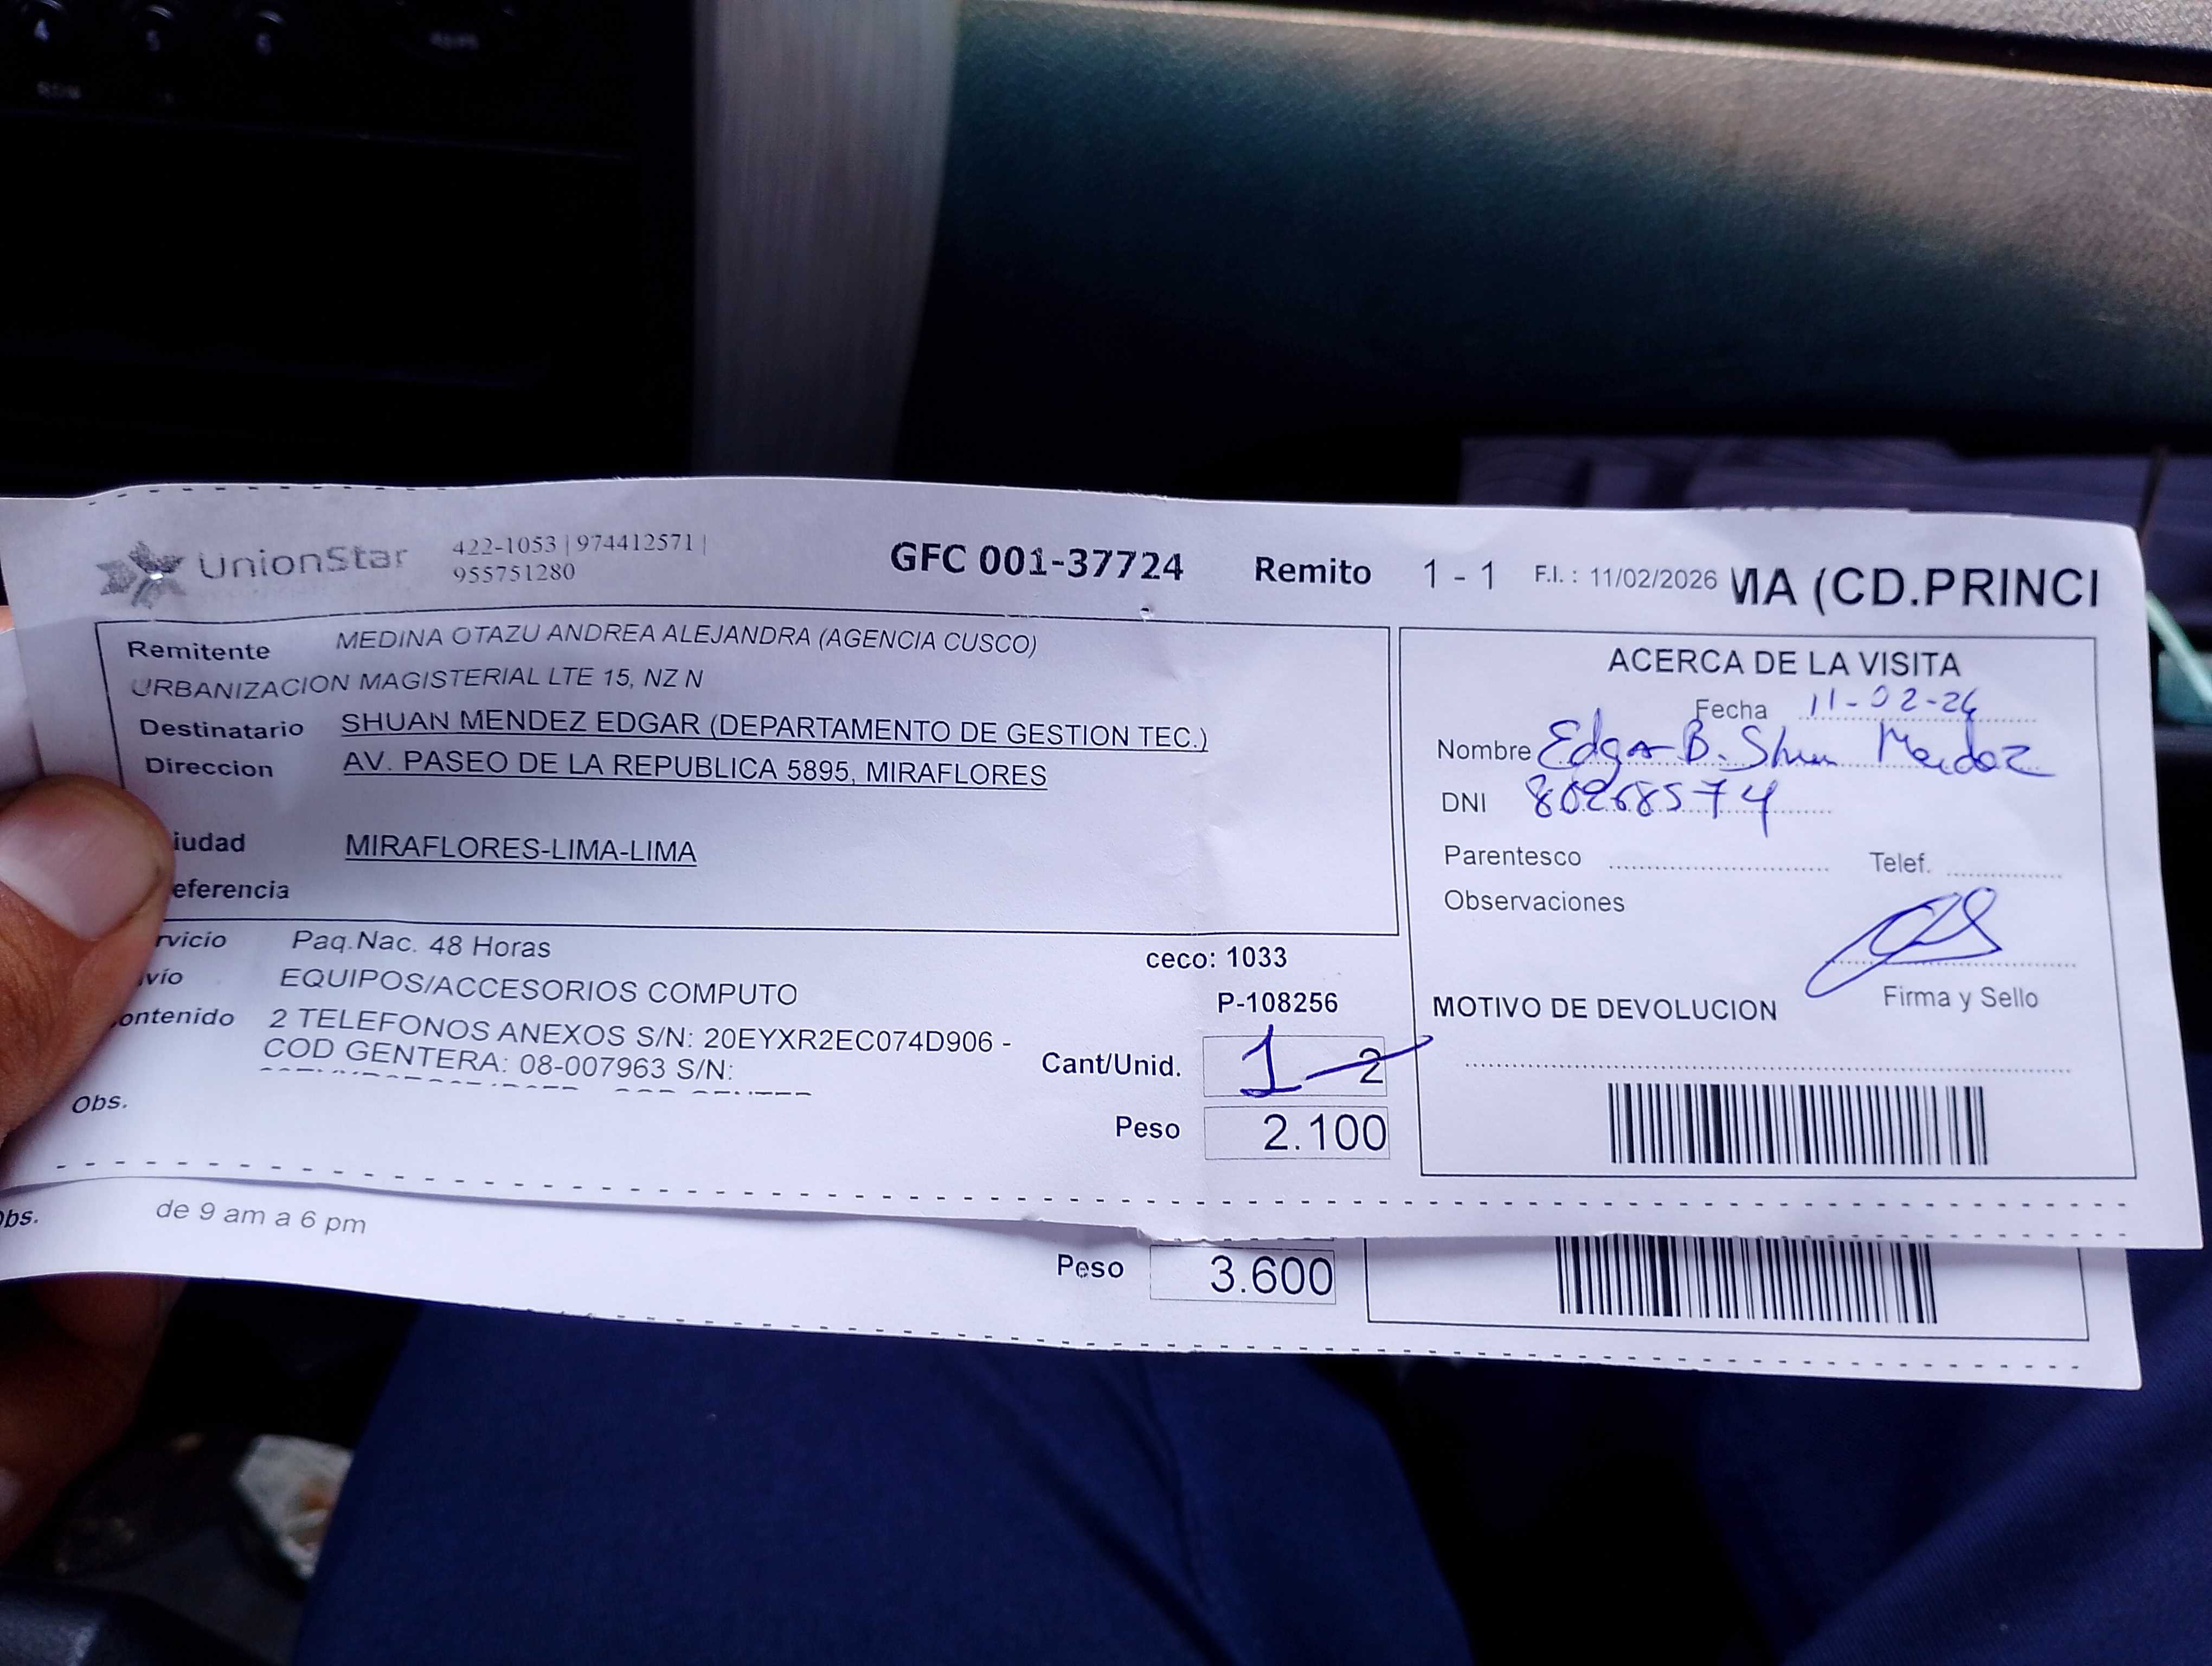 4 5 6
UnionStar 422-1053 | 974412571 |
955751280
GFC 001-37724 Remito 1 - 1 F.I. : 11/02/2026 MA (CD.PRINCI
Remitente MEDINA OTAZU ANDREA ALEJANDRA (AGENCIA CUSCO)
URBANIZACION MAGISTERIAL LTE 15, NZ N
Destinatario SHUAN MENDEZ EDGAR (DEPARTAMENTO DE GESTION TEC.)
Direccion AV. PASEO DE LA REPUBLICA 5895, MIRAFLORES
iudad MIRAFLORES-LIMA-LIMA
eferencia
rvicio Paq.Nac. 48 Horas
ceco: 1033
vío EQUIPOS/ACCESORIOS COMPUTO
P-108256
ontenido 2 TELEFONOS ANEXOS S/N: 20EYXR2EC074D906 -
COD GENTERA: 08-007963 S/N:
Cant/Unid. 1 2
Obs.
Peso 2.100
ACERCA DE LA VISITA
Fecha 11-02-26
Nombre Edgar B. Shuan Mendoz
DNI 80268574
Parentesco Telef.
Observaciones
Firma y Sello
MOTIVO DE DEVOLUCION
Obs. de 9 am a 6 pm
Peso 3.600